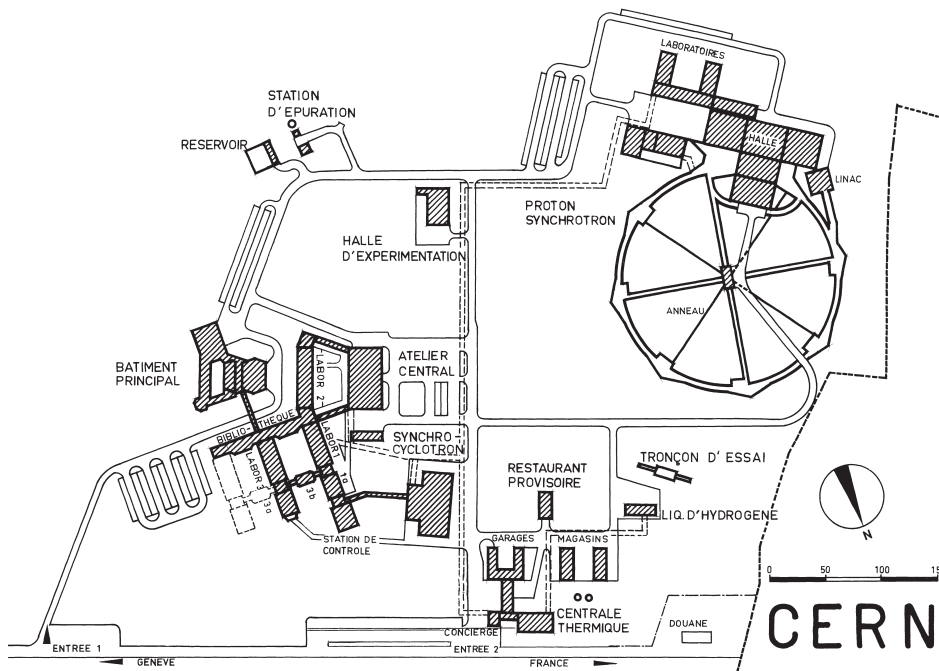 LABORATOIRES
STATION
D'EPURATION
RESERVOIR
HALLE
LINAC
PROTON
SYNCHROTRON
HALLE
D'EXPERIMENTATION
ANNEAU
BATIMENT
PRINCIPAL
LABOR 2
ATELIER
CENTRAL
BIBLIO-THEQUE
LABOR 1
SYNCHRO-
CYCLOTRON
LABOR 3
3a
3b
1a
TRONÇON D'ESSAI
RESTAURANT
PROVISOIRE
LIQ. D'HYDROGENE
STATION DE
CONTROLE
GARAGES
MAGASINS
N
0 50 100 15
CENTRALE
THERMIQUE
CONCIERGE
DOUANE
CERN
ENTREE 1
ENTREE 2
GENEVE
FRANCE